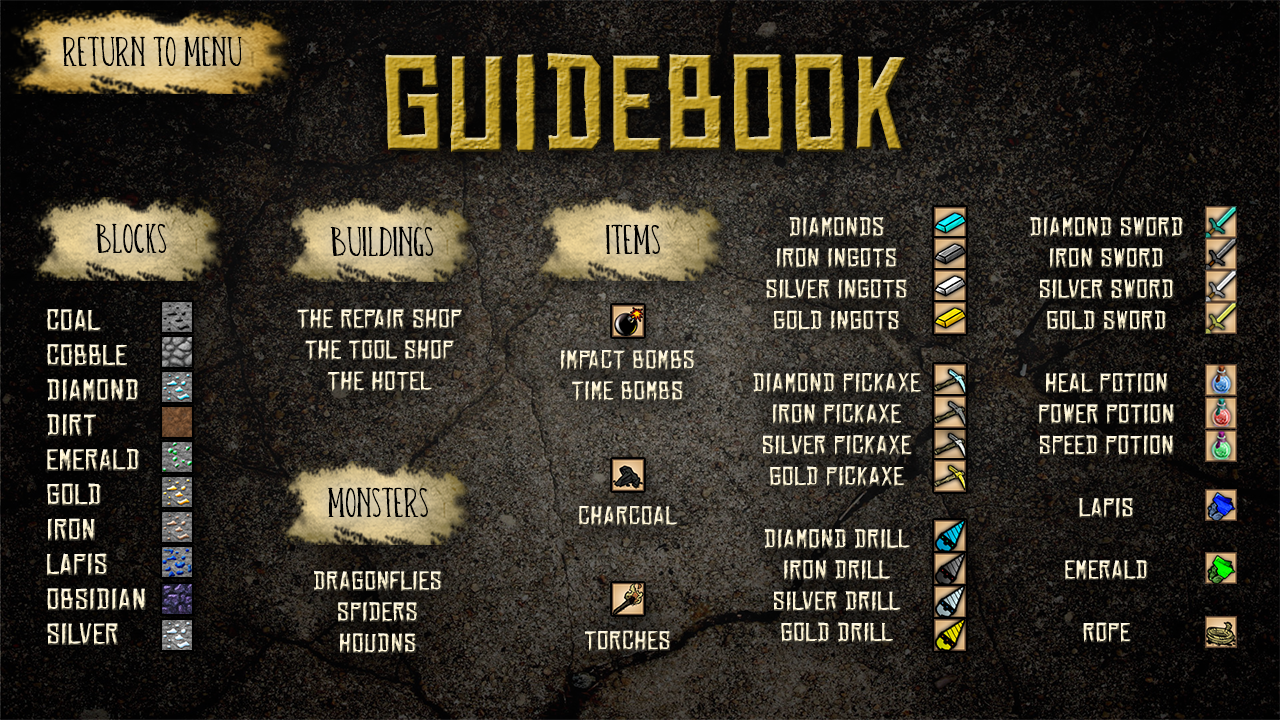 RETURN TO MENU
GUIDEBOOK
BLOCKS
COAL
COBBLE
DIAMOND
DIRT
EMERALD
GOLD
IRON
LAPIS
OBSIDIAN
SILVER
BUILDINGS
THE REPAIR SHOP
THE TOOL SHOP
THE HOTEL
MONSTERS
DRAGONFLIES
SPIDERS
HOUDNS
ITEMS
IMPACT BOMBS
TIME BOMBS
CHARCOAL
TORCHES
DIAMONDS
IRON INGOTS
SILVER INGOTS
GOLD INGOTS
DIAMOND PICKAXE
IRON PICKAXE
SILVER PICKAXE
GOLD PICKAXE
DIAMOND DRILL
IRON DRILL
SILVER DRILL
GOLD DRILL
DIAMOND SWORD
IRON SWORD
SILVER SWORD
GOLD SWORD
HEAL POTION
POWER POTION
SPEED POTION
LAPIS
EMERALD
ROPE